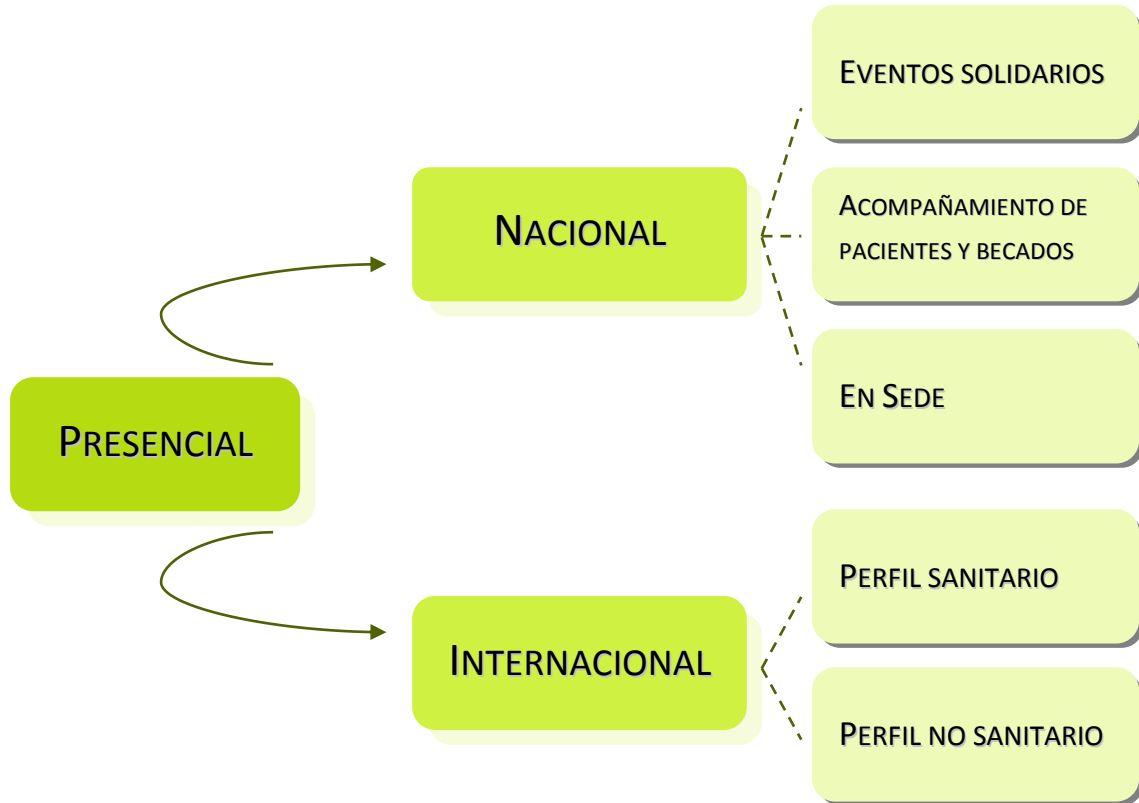 PRESENCIAL
NACIONAL
EVENTOS SOLIDARIOS
ACOMPAÑAMIENTO DE
PACIENTES Y BECADOS
EN SEDE
INTERNACIONAL
PERFIL SANITARIO
PERFIL NO SANITARIO